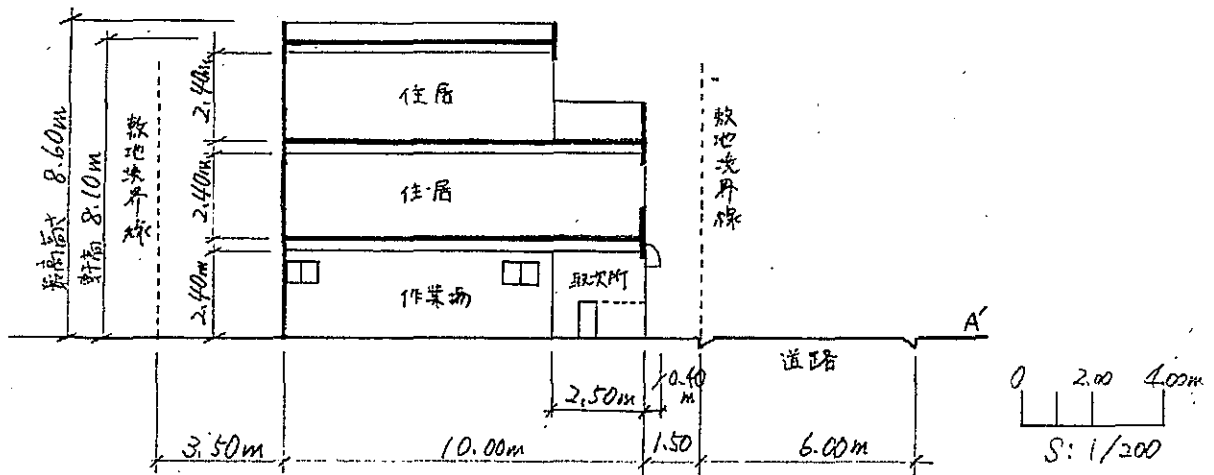 最高高さ 8.60m
軒高 8.10m
敷地境界線
2.40m
2.40m
2.40m
住居
住居
作業場
取次所
敷地境界線
A'
道路
0.40m
2.50m
3.50m
10.00m
1.50
6.00m
0 2.00 4.00m
S: 1/200